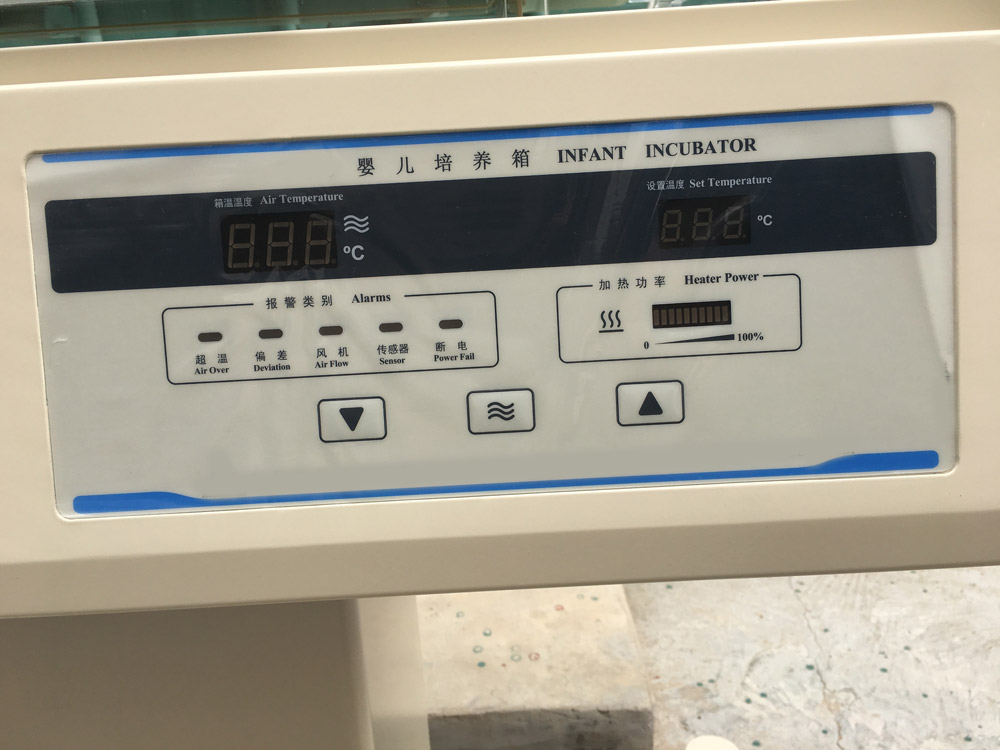 婴儿培养箱 INFANT INCUBATOR
箱温温度 Air Temperature
°C
设置温度 Set Temperature
°C
报警类别 Alarms
超温
Air Over
偏差
Deviation
风机
Air Flow
传感器
Sensor
断电
Power Fail
加热功率 Heater Power
0
100%